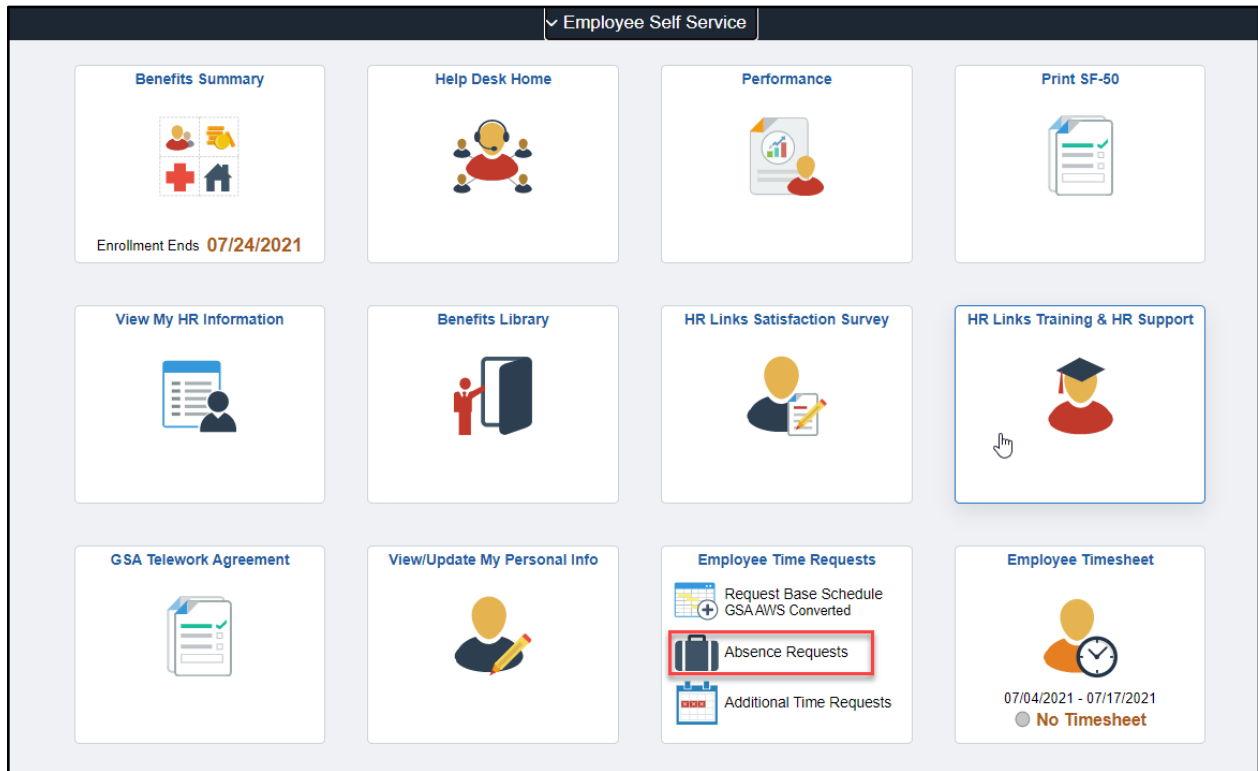 Employee Self Service
Benefits Summary
Enrollment Ends 07/24/2021
Help Desk Home
Performance
Print SF-50
View My HR Information
Benefits Library
HR Links Satisfaction Survey
HR Links Training & HR Support
GSA Telework Agreement
View/Update My Personal Info
Employee Time Requests
Request Base Schedule
GSA AWS Converted
Absence Requests
Additional Time Requests
Employee Timesheet
07/04/2021 - 07/17/2021
No Timesheet